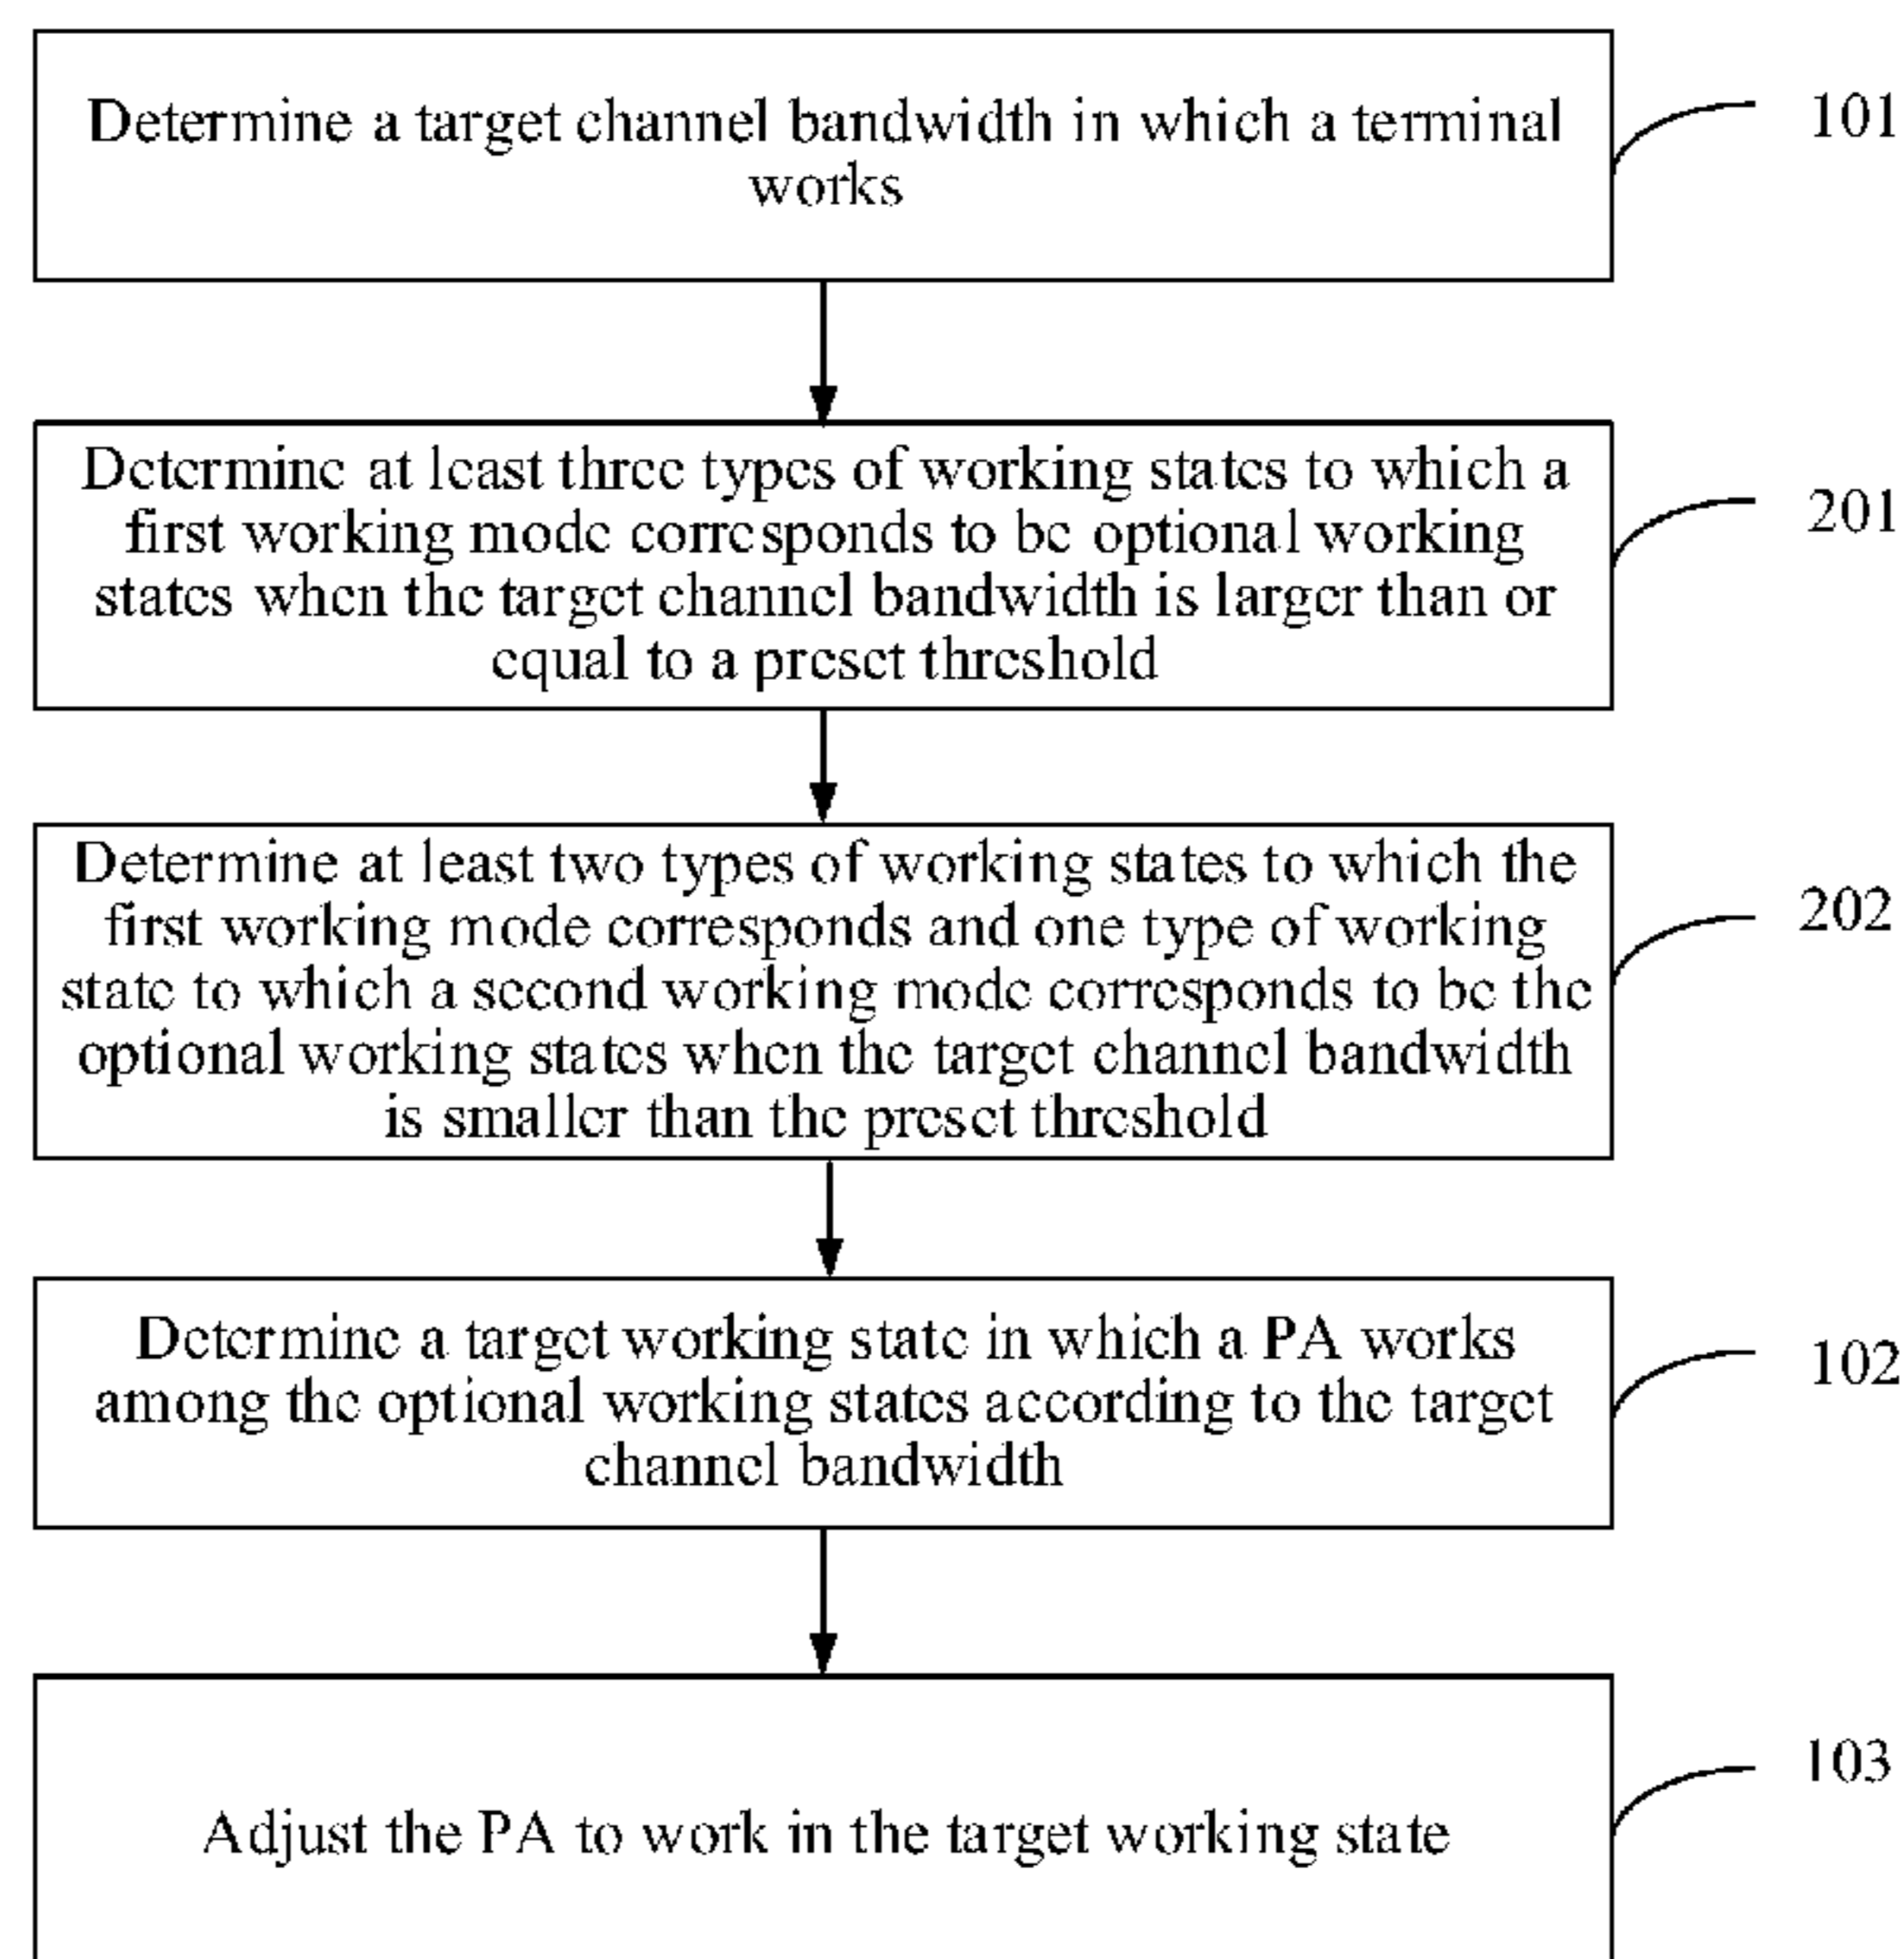 Determine a target channel bandwidth in which a terminal
works
101
Determine at least three types of working states to which a
first working mode corresponds to be optional working
states when the target channel bandwidth is larger than or
equal to a preset threshold
201
Determine at least two types of working states to which the
first working mode corresponds and one type of working
state to which a second working mode corresponds to be the
optional working states when the target channel bandwidth
is smaller than the preset threshold
202
Determine a target working state in which a PA works
among the optional working states according to the target
channel bandwidth
102
Adjust the PA to work in the target working state
103